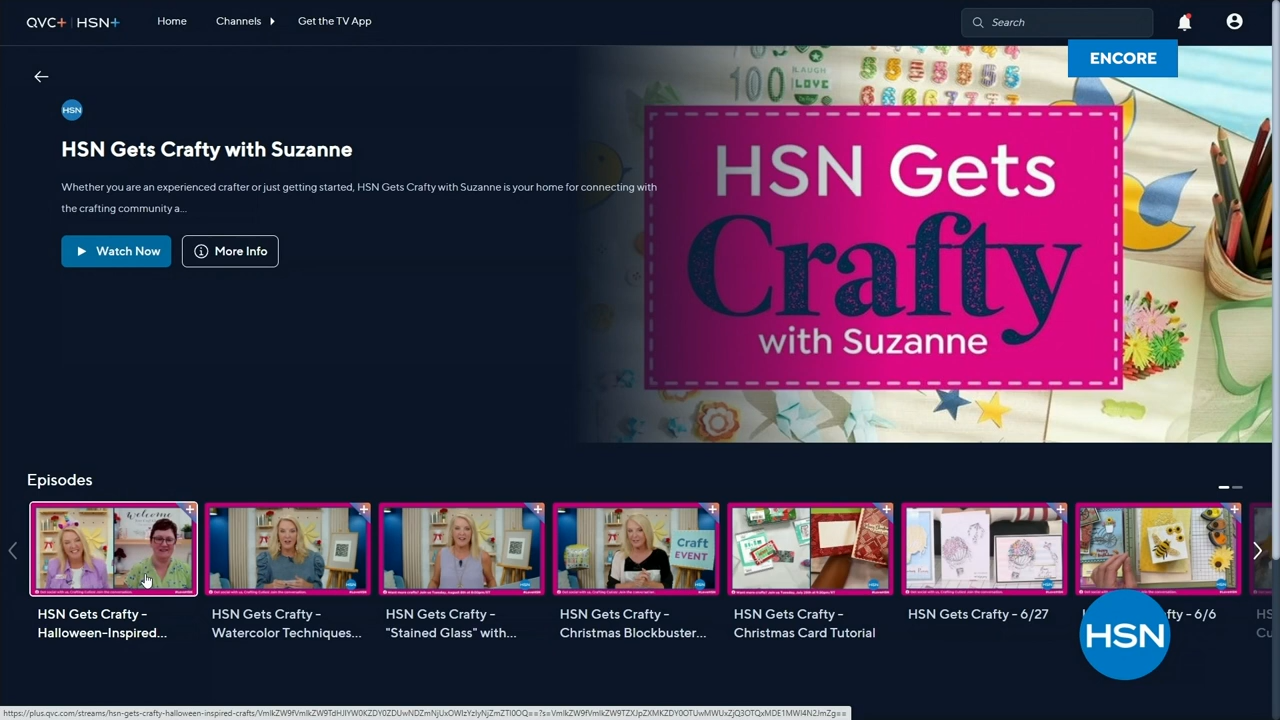 QVC+ | HSN+
Home
Channels
Get the TV App
Search
ENCORE
HSN
HSN Gets Crafty with Suzanne
Whether you are an experienced crafter or just getting started, HSN Gets Crafty with Suzanne is your home for connecting with
the crafting community a...
Watch Now
More Info
100
LAUGH
LOVE
HSN Gets
Crafty
with Suzanne
Episodes
Welcome
Craft
EVENT
HSN Gets Crafty -
Halloween-Inspired...
HSN Gets Crafty -
Watercolor Techniques...
HSN Gets Crafty -
"Stained Glass" with...
HSN Gets Crafty -
Christmas Blockbuster...
HSN Gets Crafty -
Christmas Card Tutorial
HSN Gets Crafty - 6/27
fty - 6/6
HSN